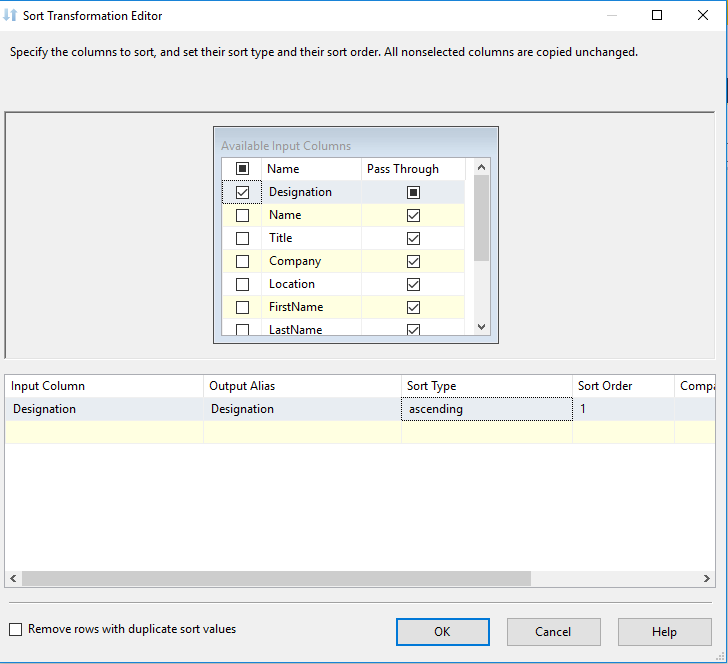 Sort Transformation Editor
Specify the columns to sort, and set their sort type and their sort order. All nonselected columns are copied unchanged.
Available Input Columns
Name Pass Through
Designation
Name
Title
Company
Location
FirstName
LastName
Input Column Output Alias Sort Type Sort Order Compa
Designation Designation ascending 1
Remove rows with duplicate sort values
OK Cancel Help